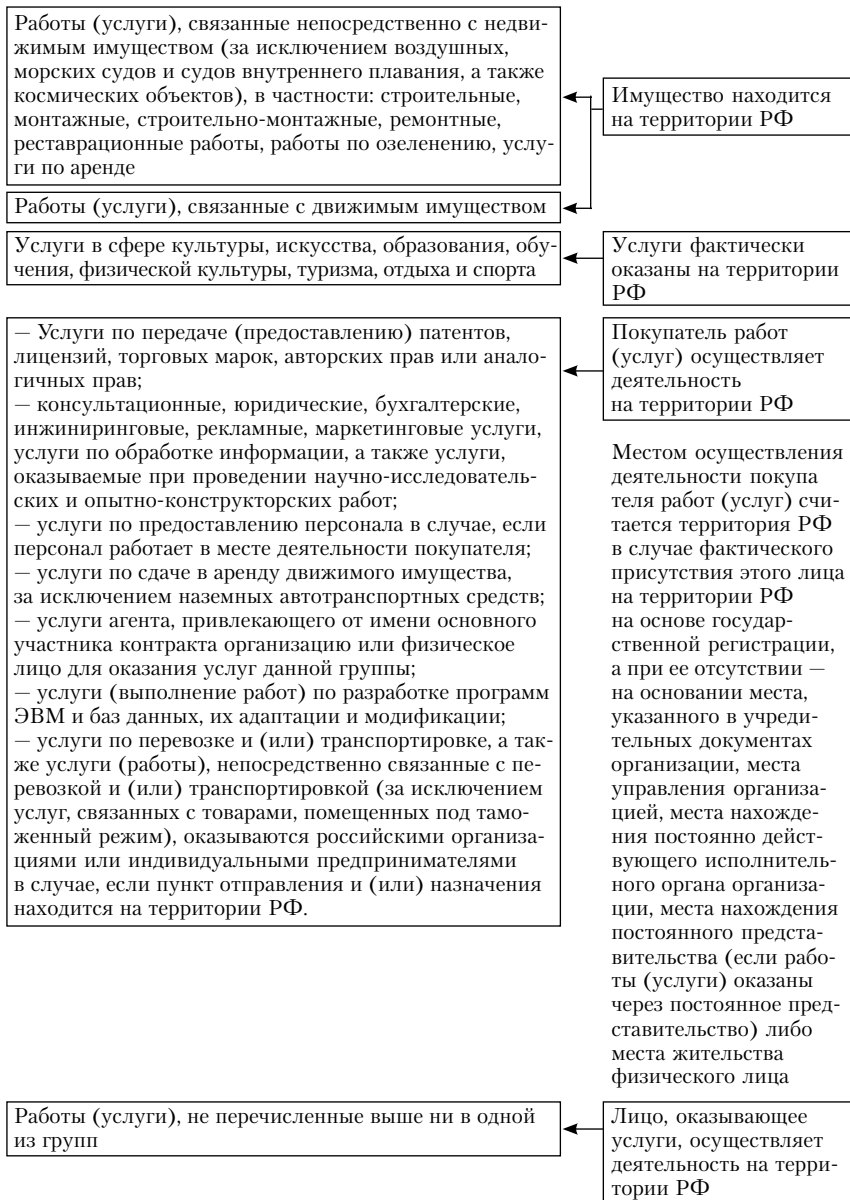 Работы (услуги), связанные непосредственно с недви-
жимым имуществом (за исключением воздушных,
морских судов и судов внутреннего плавания, а также
космических объектов), в частности: строительные,
монтажные, строительно-монтажные, ремонтные,
реставрационные работы, работы по озеленению, услу-
ги по аренде
Имущество находится
на территории РФ
Работы (услуги), связанные с движимым имуществом
Услуги в сфере культуры, искусства, образования, обу-
чения, физической культуры, туризма, отдыха и спорта
Услуги фактически
оказаны на территории
РФ
— Услуги по передаче (предоставлению) патентов,
лицензий, торговых марок, авторских прав или анало-
гичных прав;
— консультационные, юридические, бухгалтерские,
инжиниринговые, рекламные, маркетинговые услуги,
услуги по обработке информации, а также услуги,
оказываемые при проведении научно-исследователь-
ских и опытно-конструкторских работ;
— услуги по предоставлению персонала в случае, если
персонал работает в месте деятельности покупателя;
— услуги по сдаче в аренду движимого имущества,
за исключением наземных автотранспортных средств;
— услуги агента, привлекающего от имени основного
участника контракта организацию или физическое
лицо для оказания услуг данной группы;
— услуги (выполнение работ) по разработке программ
ЭВМ и баз данных, их адаптации и модификации;
— услуги по перевозке и (или) транспортировке, а так-
же услуги (работы), непосредственно связанные с пе-
ревозкой и (или) транспортировкой (за исключением
услуг, связанных с товарами, помещенных под тамо-
женный режим), оказываются российскими организа-
циями или индивидуальными предпринимателями
в случае, если пункт отправления и (или) назначения
находится на территории РФ.
Покупатель работ
(услуг) осуществляет
деятельность
на территории РФ
Местом осуществления
деятельности покупа
теля работ (услуг) счи-
тается территория РФ
в случае фактического
присутствия этого лица
на территории РФ
на основе государ-
ственной регистрации,
а при ее отсутствии —
на основании места,
указанного в учреди-
тельных документах
организации, места
управления организа-
цией, места нахожде-
ния постоянно дейст-
вующего исполнитель-
ного органа организа-
ции, места нахождения
постоянного предста-
вительства (если рабо-
ты (услуги) оказаны
через постоянное пред-
ставительство) либо
места жительства
физического лица
Работы (услуги), не перечисленные выше ни в одной
из групп
Лицо, оказывающее
услуги, осуществляет
деятельность на терри-
тории РФ